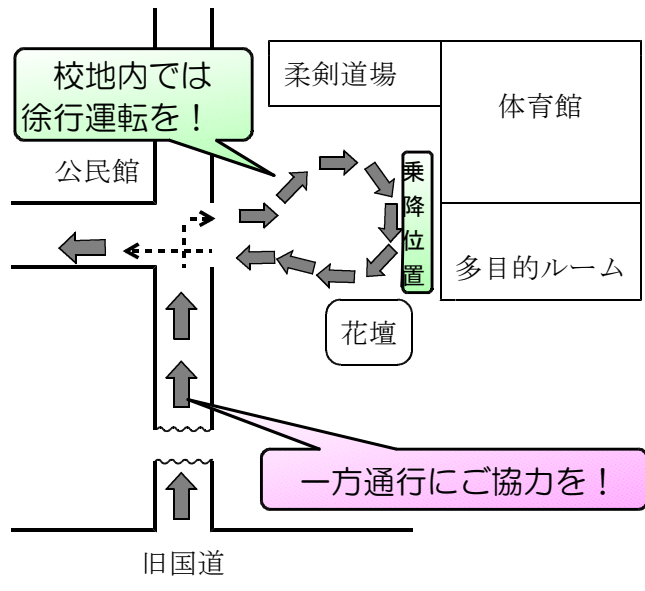 校地内では
徐行運転を！
柔剣道場
体育館
公民館
乗降位置
多目的ルーム
花壇
一方通行にご協力を！
旧国道